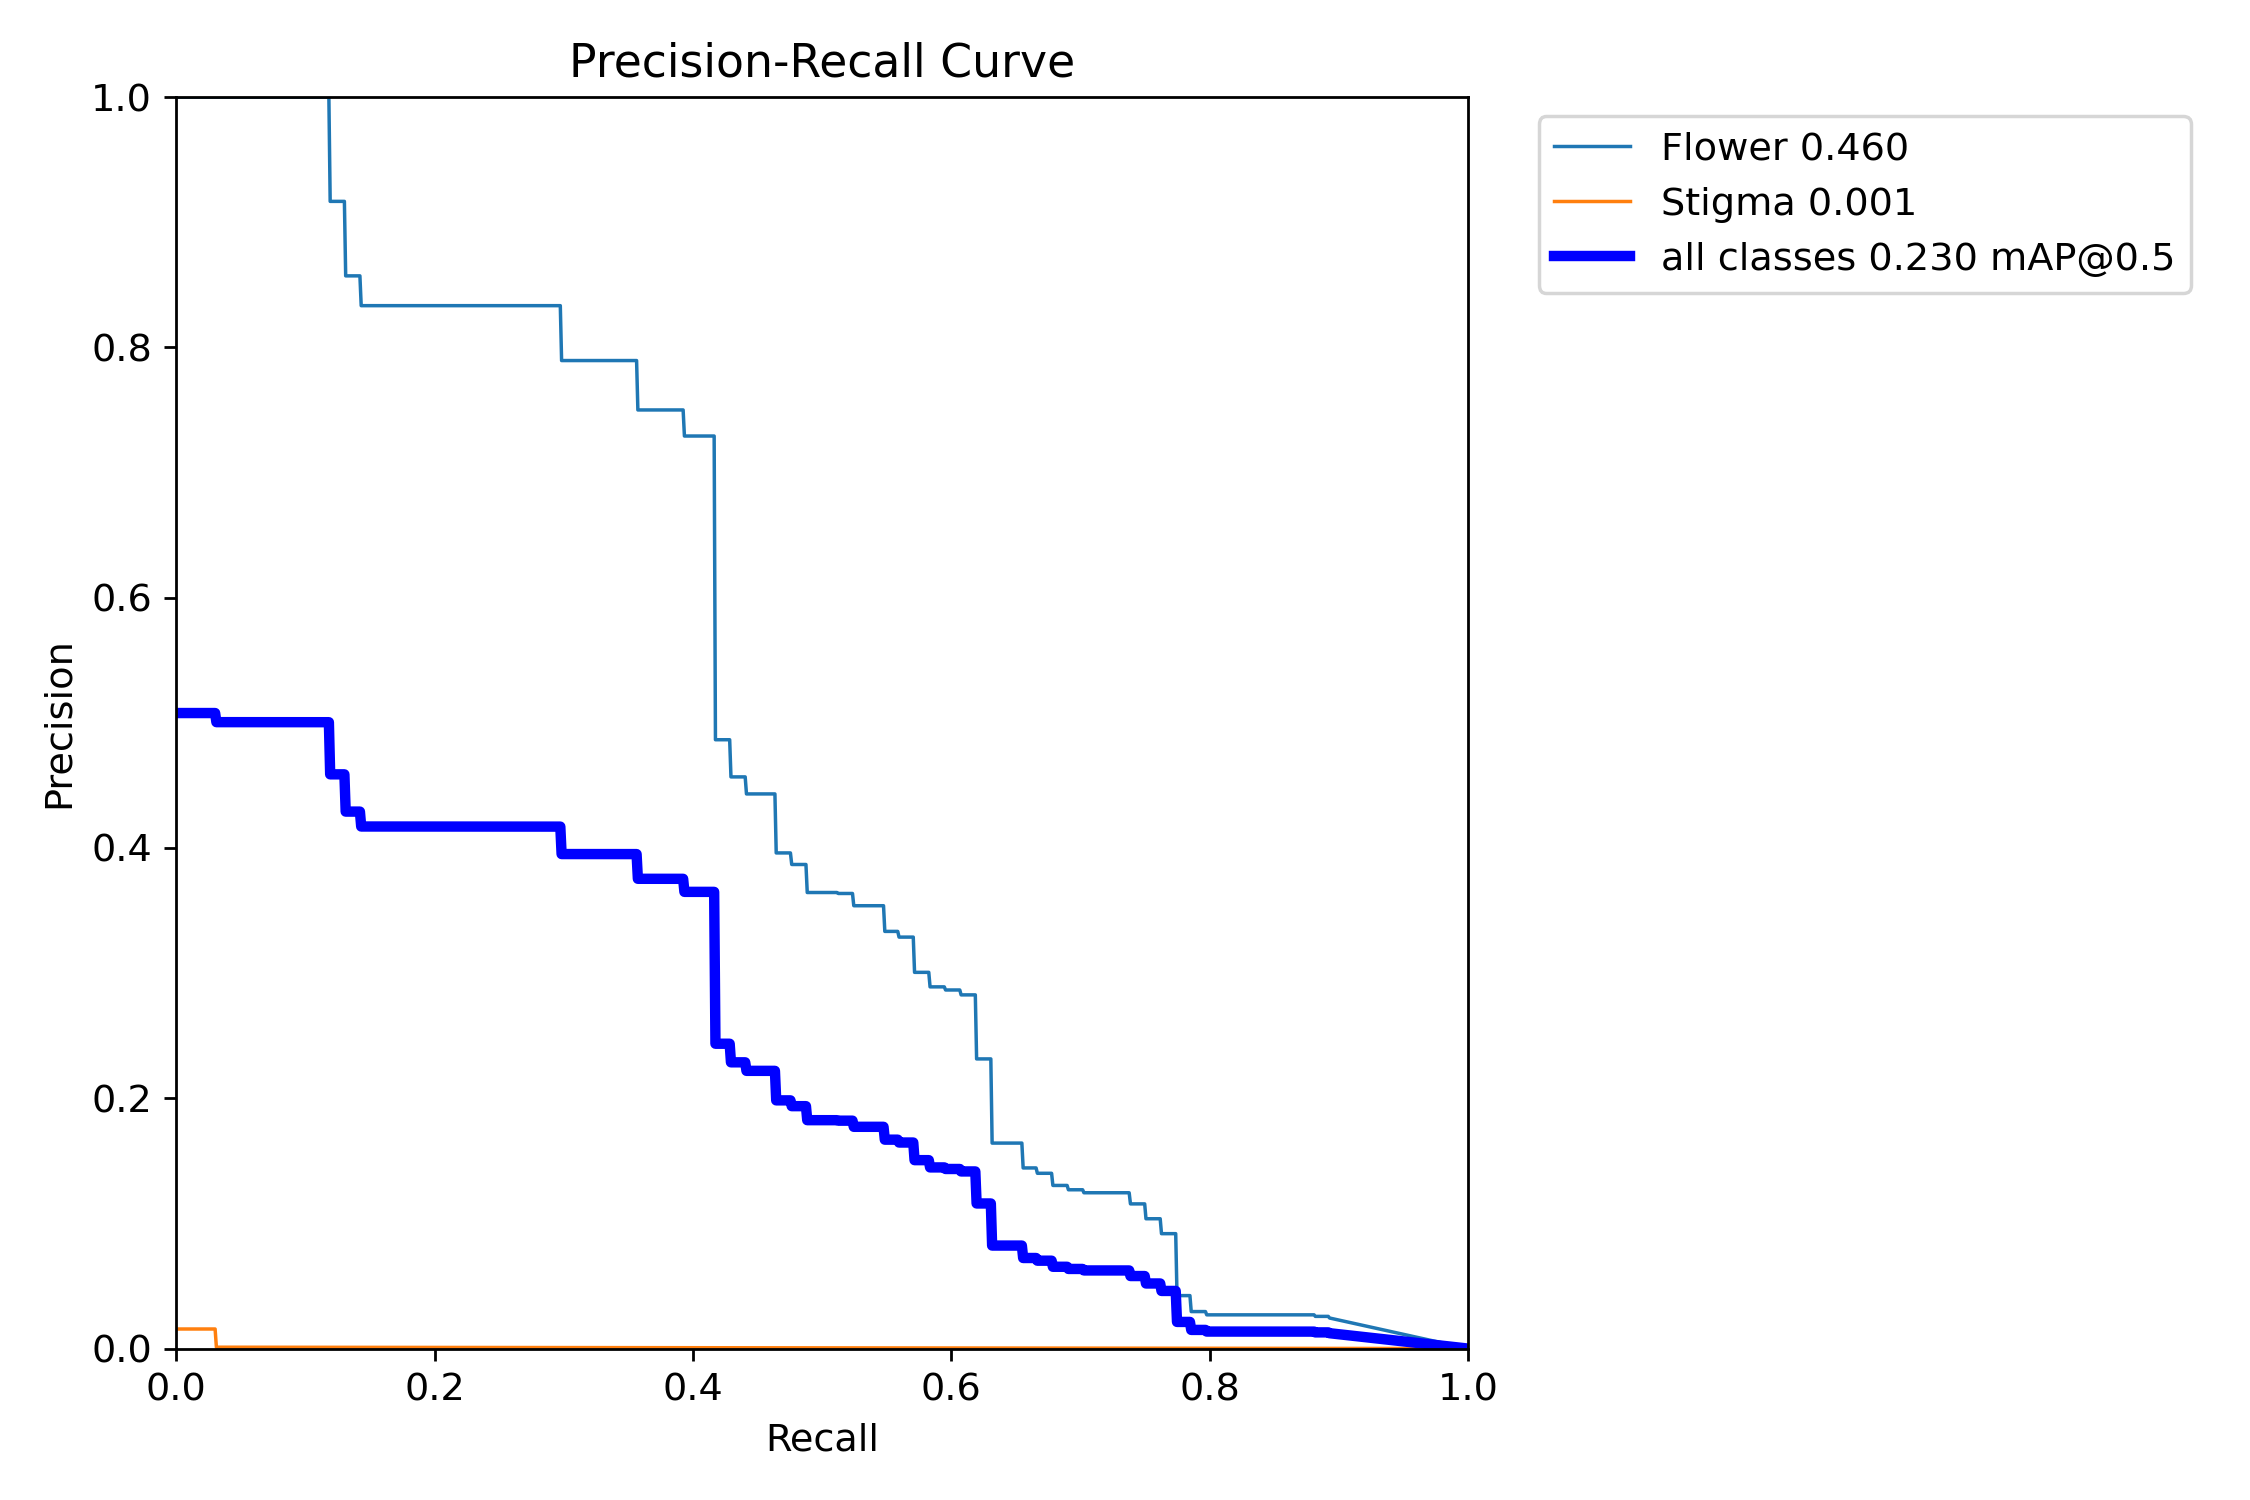 Precision-Recall Curve
1.0
0.8
0.6
0.4
0.2
0.0
Precision
0.0 0.2 0.4 0.6 0.8 1.0
Recall
Flower 0.460
Stigma 0.001
all classes 0.230 mAP@0.5